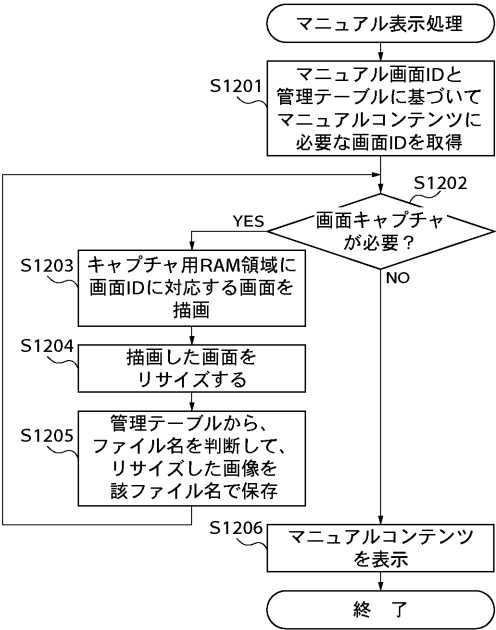 マニュアル表示処理
S1201
マニュアル画面IDと
管理テーブルに基づいて
マニュアルコンテンツに
必要な画面IDを取得
S1202
画面キャプチャ
が必要？
YES
NO
S1203
キャプチャ用RAM領域に
画面IDに対応する画面を
描画
S1204
描画した画面を
リサイズする
S1205
管理テーブルから、
ファイル名を判断して、
リサイズした画像を
該ファイル名で保存
S1206
マニュアルコンテンツ
を表示
終　了